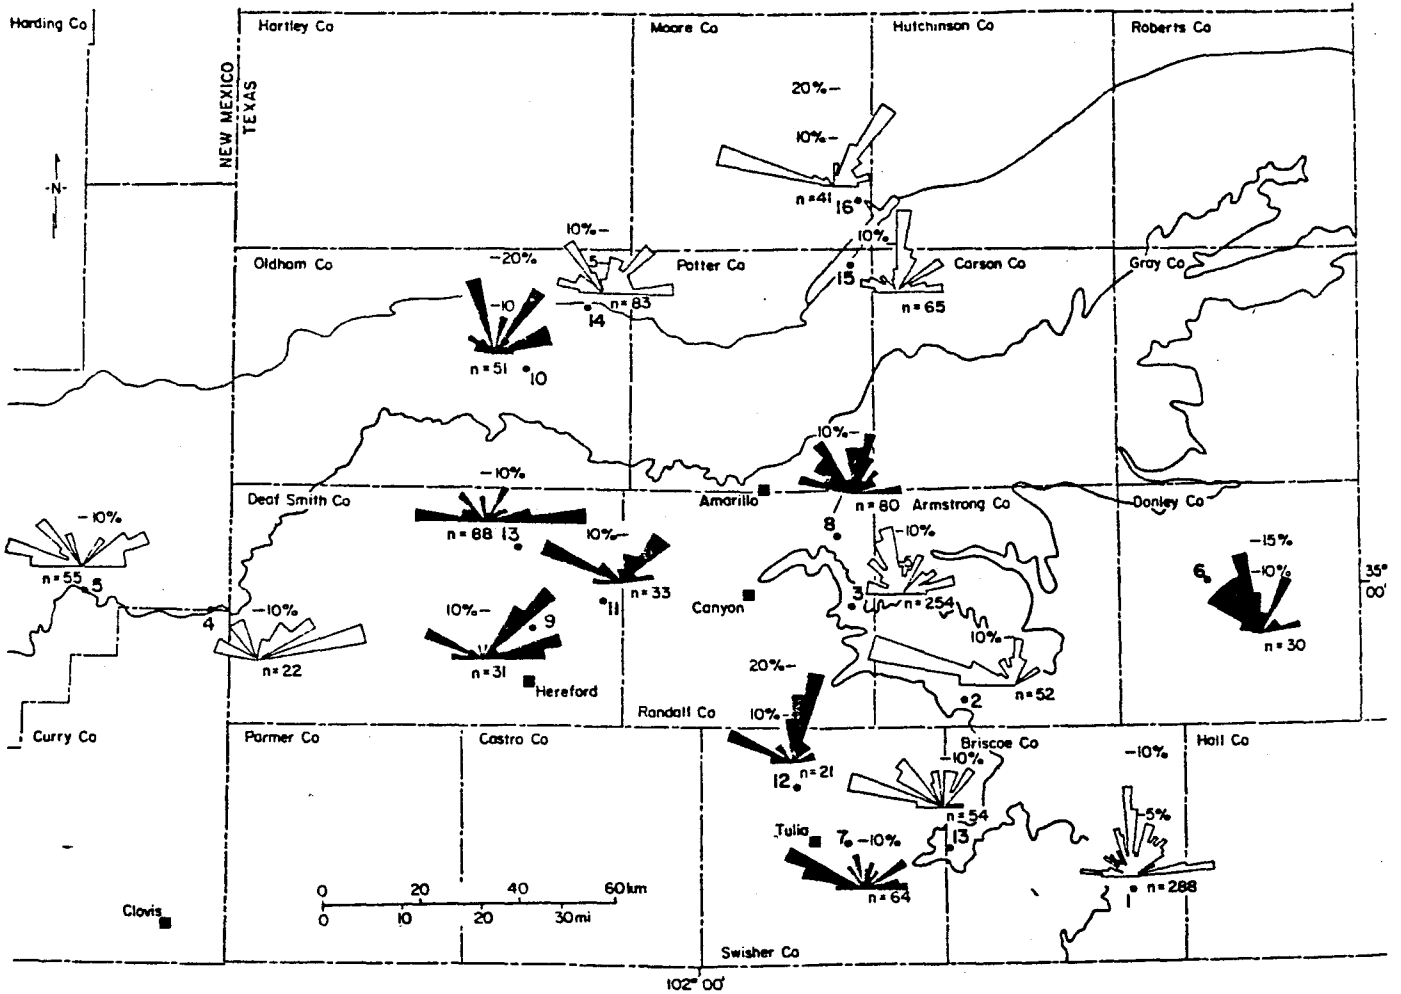 Harding Co
Hartley Co
Moore Co
Hutchinson Co
Roberts Co
NEW MEXICO
TEXAS
20%-
10%-
-N-
n=41
16
10%-
10%
5
Oldham Co
-20%
Potter Co
15
Carson Co
Gray Co
-10
n=83
n=65
14
n=51
10
10%-
-10%
Deaf Smith Co
Amarillo
n=80
Armstrong Co
Donley Co
-10%
n=88
13
8
-10%
-15%
10%-
5
n=55
5
n=33
6
-10%
35°
00'
4
-10%
10%-
9
11
Canyon
3
n=254
n=22
n=31
10%
n=30
Hereford
20%-
n=52
2
Randall Co
10%-
Curry Co
Parmer Co
Castro Co
Briscoe Co
Hall Co
-10%
-10%
12
n=21
n=54
-5%
Tulia
7
-10%
13
0
20
40
60km
n=64
n=288
1
0
10
20
30mi
Clovis
Swisher Co
102°00'